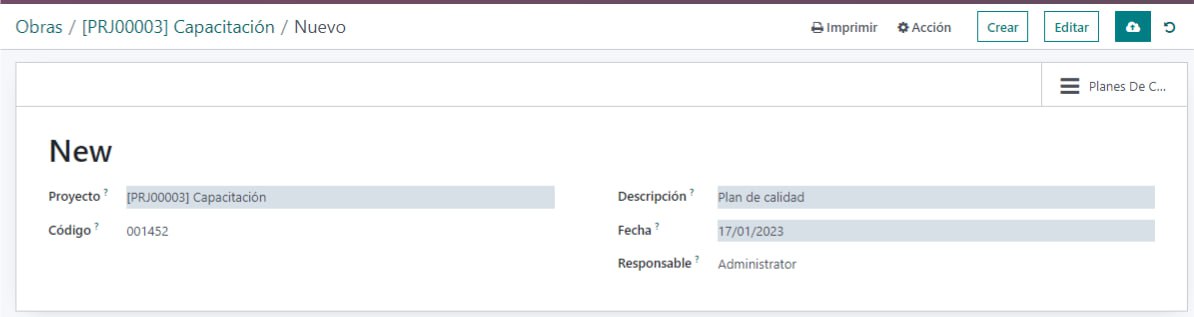 Obras / [PRJ00003] Capacitación / Nuevo
Imprimir Acción Crear Editar
Planes De C...
New
Proyecto ? [PRJ00003] Capacitación
Descripción ? Plan de calidad
Código ? 001452
Fecha ? 17/01/2023
Responsable ? Administrator